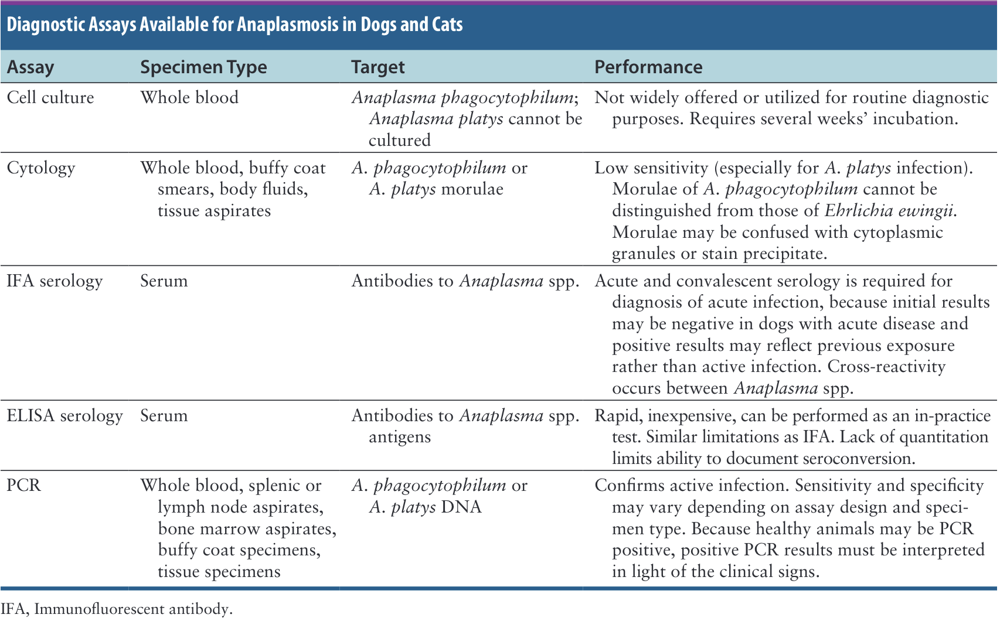 Diagnostic Assays Available for Anaplasmosis in Dogs and Cats
Assay Specimen Type Target Performance
Cell culture
Whole blood
Anaplasma phagocytophilum;
Anaplasma platys cannot be
cultured
Not widely offered or utilized for routine diagnostic
purposes. Requires several weeks’ incubation.
Cytology
Whole blood, buffy coat
smears, body fluids,
tissue aspirates
A. phagocytophilum or
A. platys morulae
Low sensitivity (especially for A. platys infection).
Morulae of A. phagocytophilum cannot be
distinguished from those of Ehrlichia ewingii.
Morulae may be confused with cytoplasmic
granules or stain precipitate.
IFA serology
Serum
Antibodies to Anaplasma spp.
Acute and convalescent serology is required for
diagnosis of acute infection, because initial results
may be negative in dogs with acute disease and
positive results may reflect previous exposure
rather than active infection. Cross-reactivity
occurs between Anaplasma spp.
ELISA serology
Serum
Antibodies to Anaplasma spp.
antigens
Rapid, inexpensive, can be performed as an in-practice
test. Similar limitations as IFA. Lack of quantitation
limits ability to document seroconversion.
PCR
Whole blood, splenic or
lymph node aspirates,
bone marrow aspirates,
buffy coat specimens,
tissue specimens
A. phagocytophilum or
A. platys DNA
Confirms active infection. Sensitivity and specificity
may vary depending on assay design and speci-
men type. Because healthy animals may be PCR
positive, positive PCR results must be interpreted
in light of the clinical signs.
IFA, Immunofluorescent antibody.